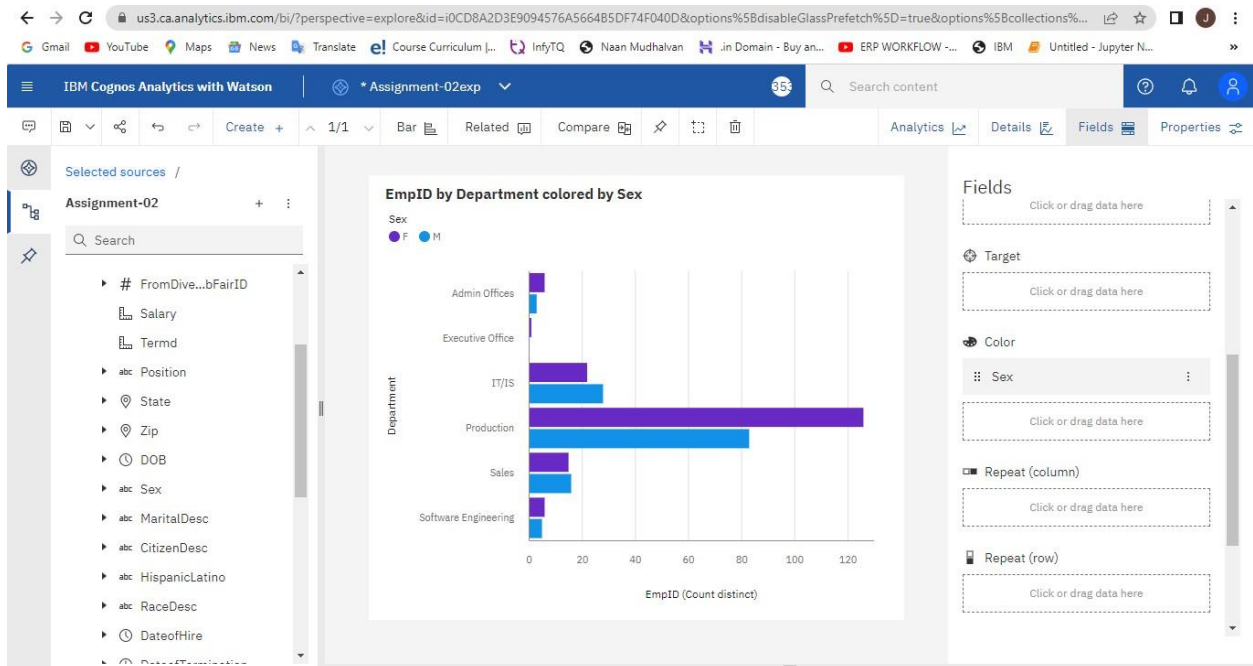 us3.ca.analytics.ibm.com/bi/?perspective=explore&id=i0CD8A2D3E9094576A5664B5DF74F040D&options%5BdisableGlassPrefetch%5D=true&options%5Bcollections%...
J
Gmail YouTube Maps News Translate Course Curriculum |... InfyTQ Naan Mudhalvan .in Domain - Buy an... ERP WORKFLOW -... IBM Untitled - Jupyter N... »
IBM Cognos Analytics with Watson * Assignment-02exp 353 Search content
Create + 1/1 Bar Related Compare Analytics Details Fields Properties
Selected sources /
Assignment-02
Search
# FromDive...bFairID
Salary
Termd
abc Position
State
Zip
DOB
abc Sex
abc MaritalDesc
abc CitizenDesc
abc HispanicLatino
abc RaceDesc
DateofHire
DateofTermination
EmpID by Department colored by Sex
Sex
F M
Department
Admin Offices
Executive Office
IT/IS
Production
Sales
Software Engineering
0 20 40 60 80 100 120
EmpID (Count distinct)
Fields
Click or drag data here
Target
Click or drag data here
Color
Sex
Click or drag data here
Repeat (column)
Click or drag data here
Repeat (row)
Click or drag data here